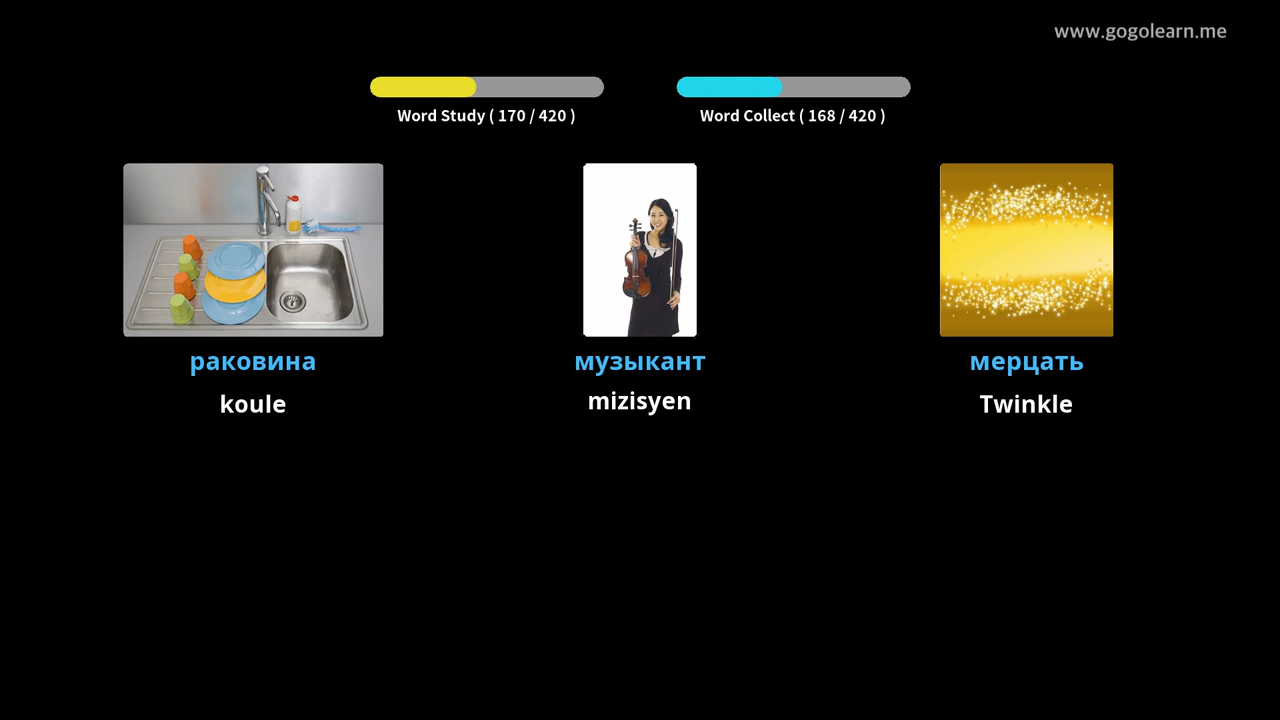 www.gogolearn.me
Word Study ( 170 / 420 )
Word Collect ( 168 / 420 )
раковина
koule
музыкант
mizisyen
мерцать
Twinkle